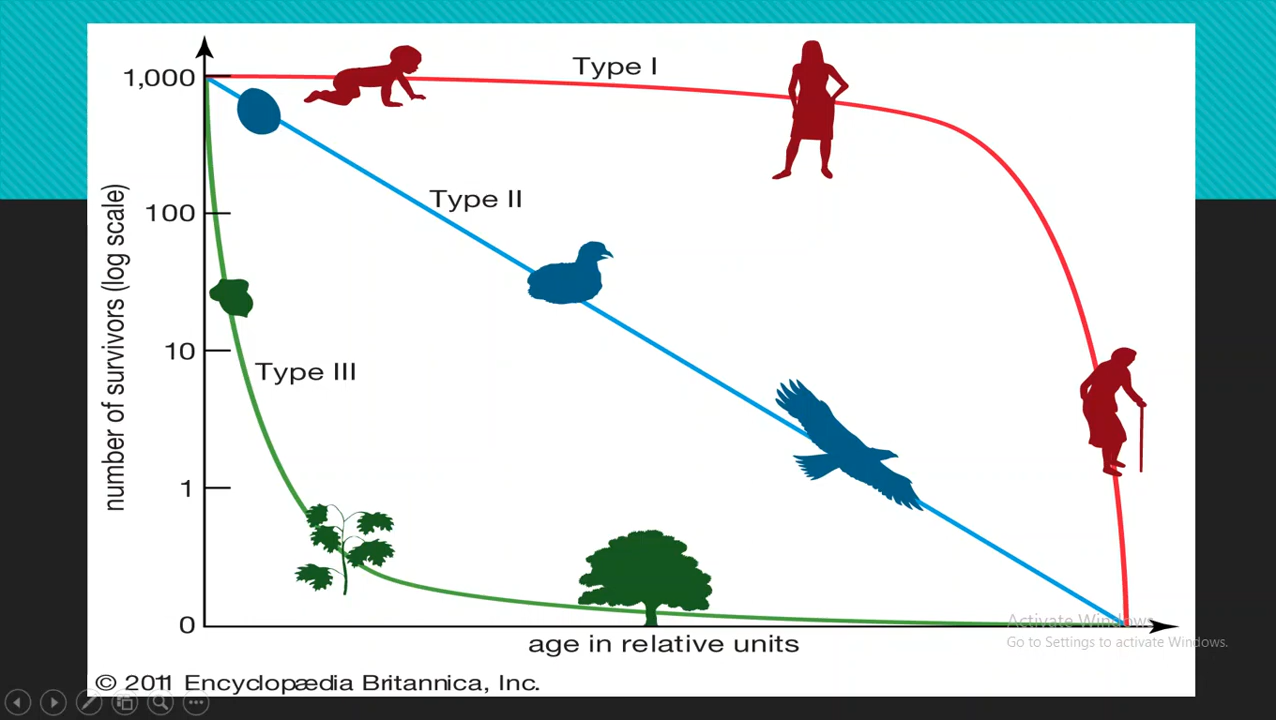 1,000
Type I
Type II
100
10
Type III
1
0
number of survivors (log scale)
age in relative units
Activate Windows
Go to Settings to activate Windows.
© 2011 Encyclopædia Britannica, Inc.